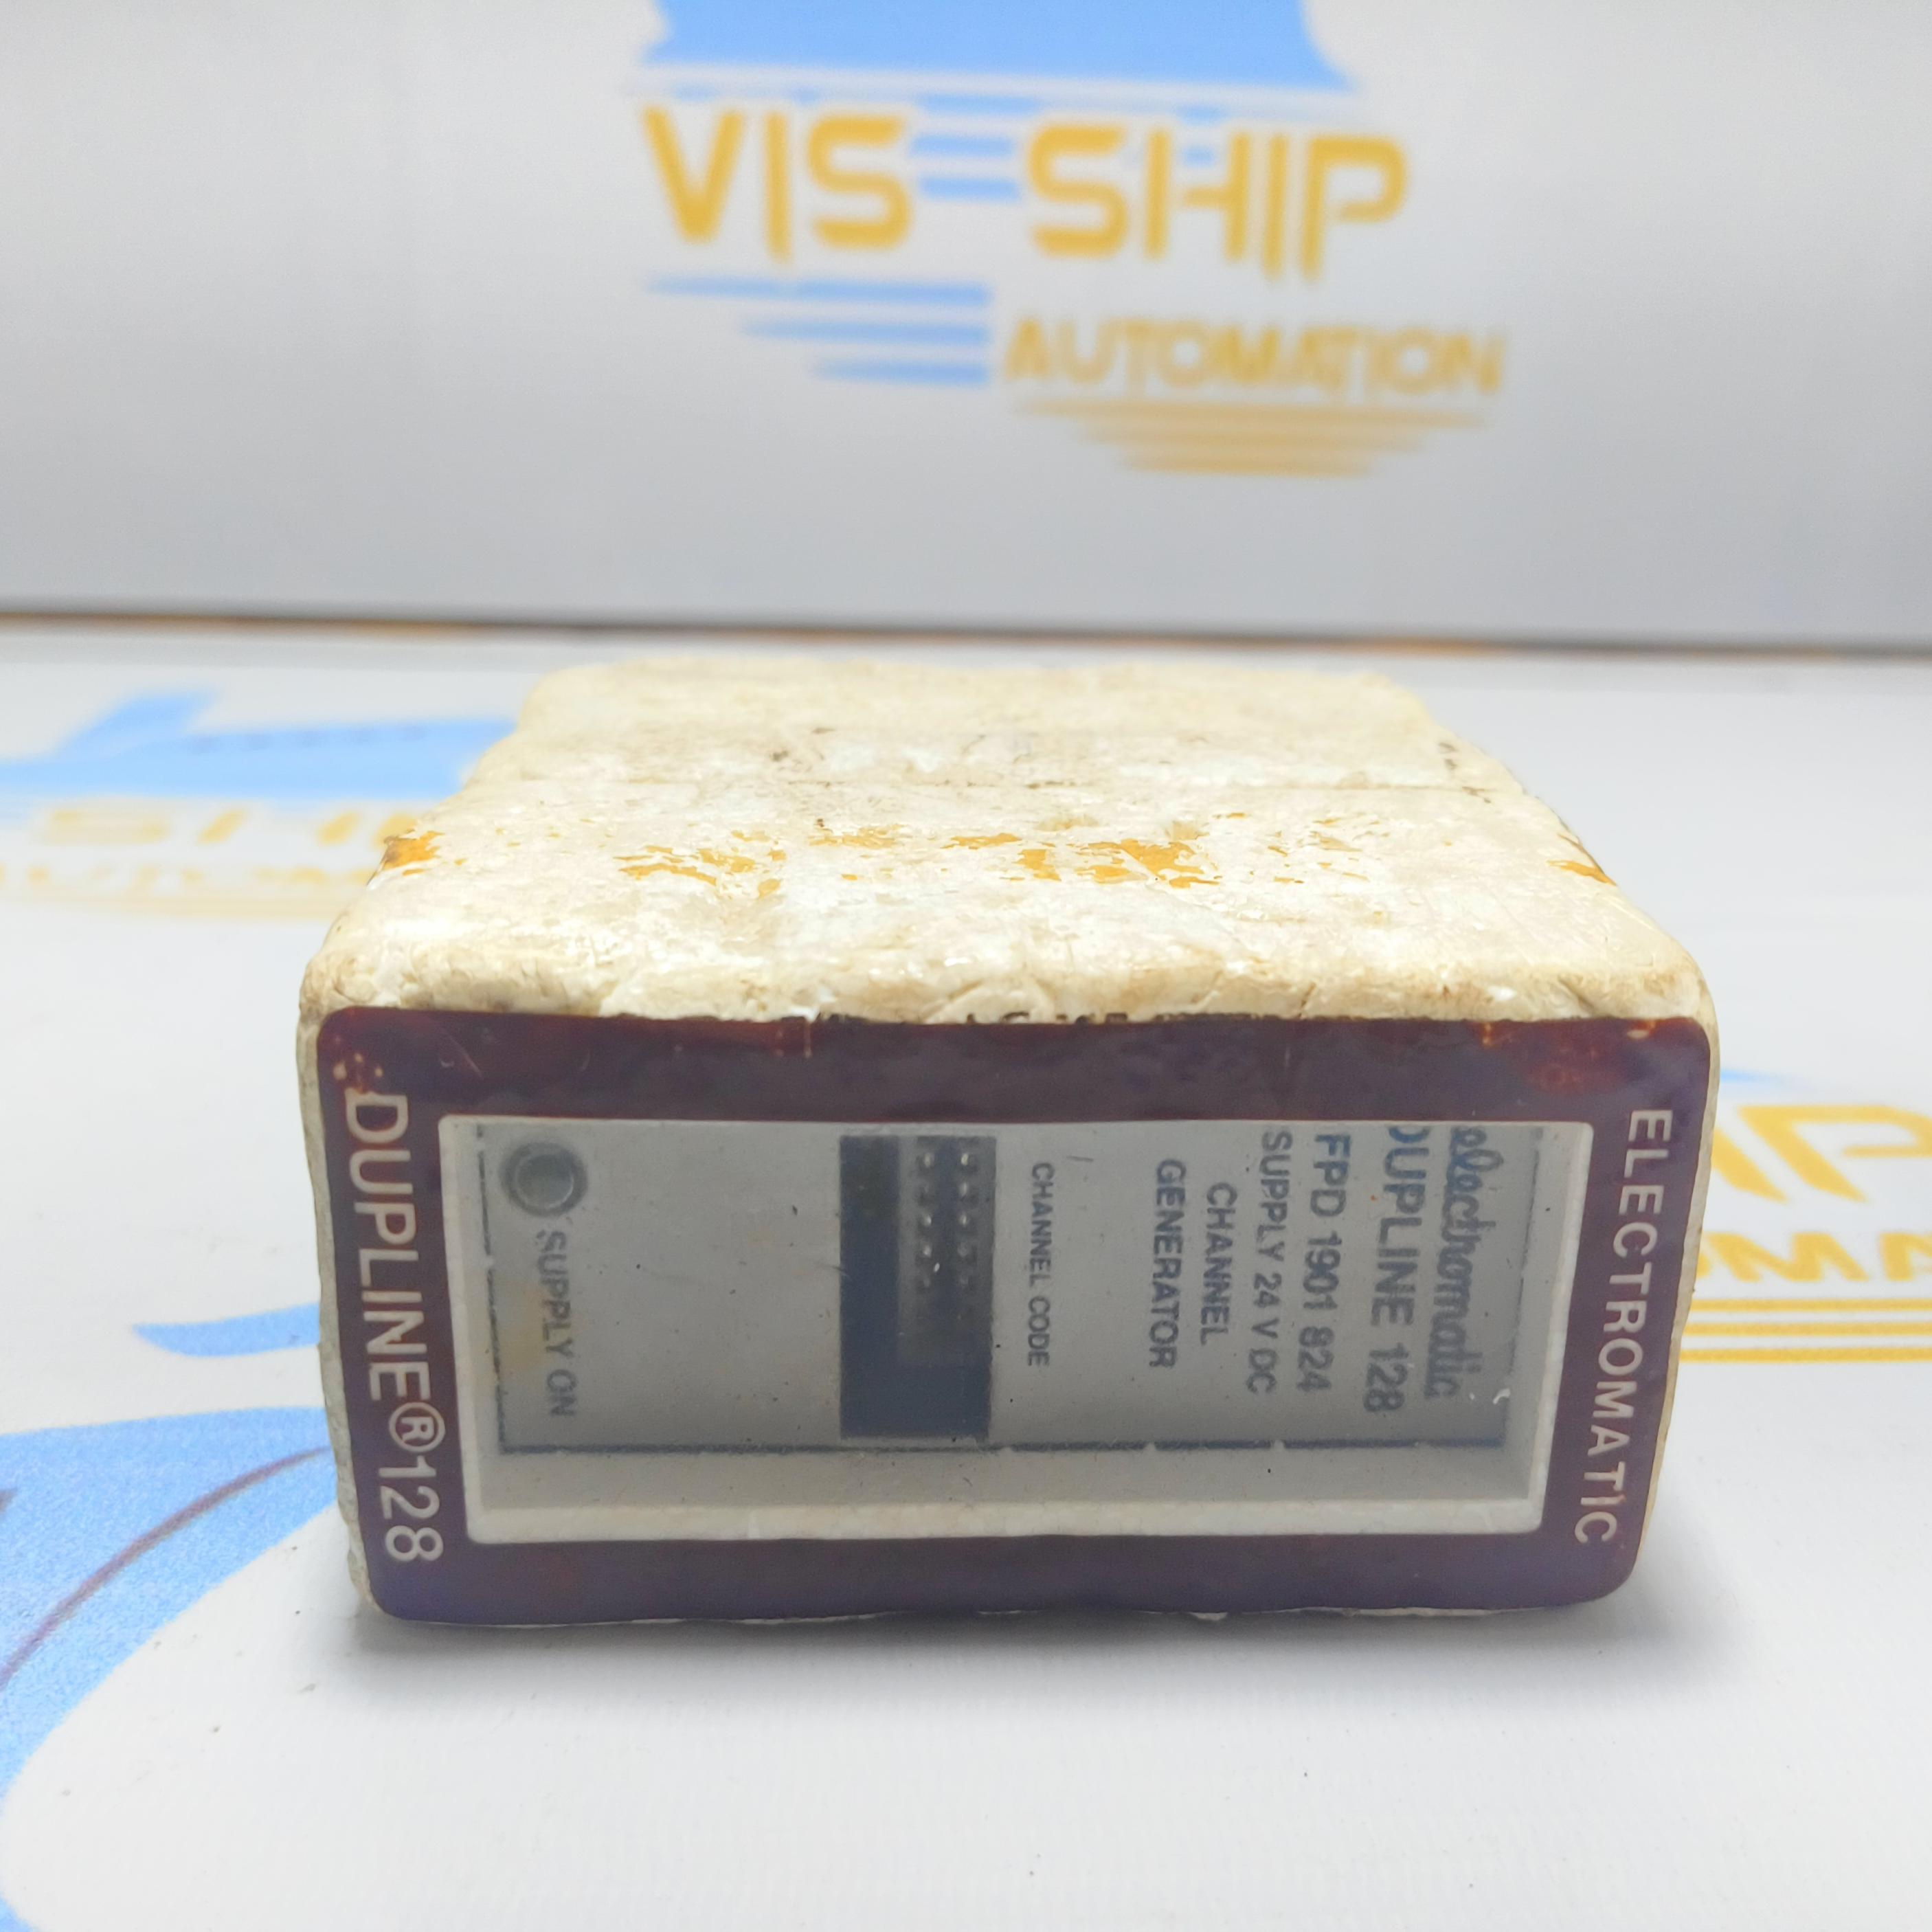 VIS-SHIP
AUTOMATION
ELECTROMATIC
electromatic
DUPLINE 128
FPD 1901 824
SUPPLY 24 V DC
CHANNEL
GENERATOR
CHANNEL CODE
SUPPLY ON
DUPLINE®128